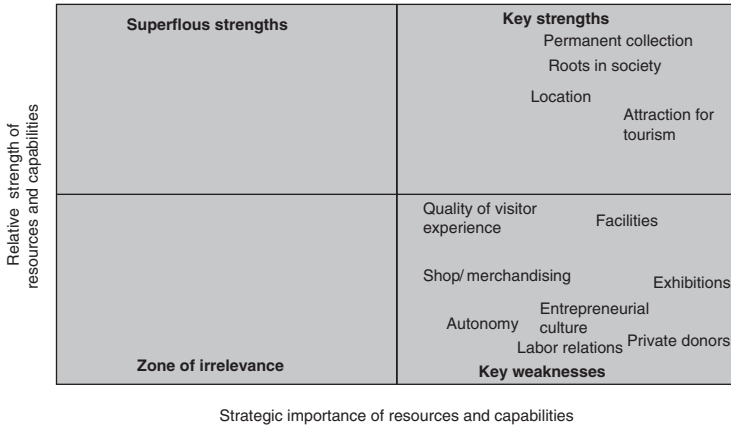 Superflous strengths
Key strengths
Permanent collection
Roots in society
Location
Attraction for
tourism
Relative strength of
resources and capabilities
Quality of visitor
experience
Facilities
Shop/ merchandising
Exhibitions
Entrepreneurial
culture
Autonomy
Labor relations
Private donors
Zone of irrelevance
Key weaknesses
Strategic importance of resources and capabilities